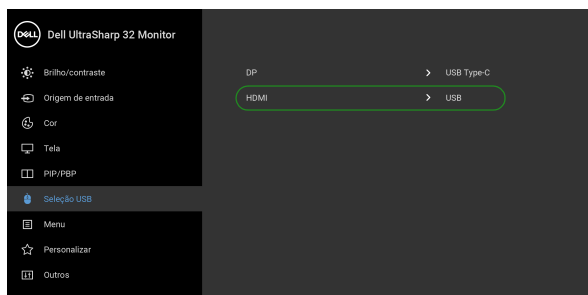 DELL Dell UltraSharp 32 Monitor
Brilho/contraste
Origem de entrada
Cor
Tela
PIP/PBP
Seleção USB
Menu
Personalizar
Outros
DP > USB Type-C
HDMI > USB